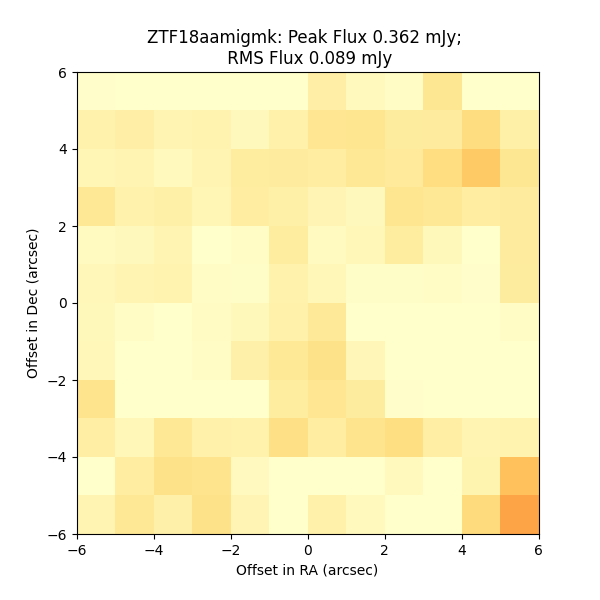 ZTF18aamigmk: Peak Flux 0.362 mJy;
RMS Flux 0.089 mJy
6
4
2
0
−2
−4
−6
Offset in Dec (arcsec)
−6 −4 −2 0 2 4 6
Offset in RA (arcsec)